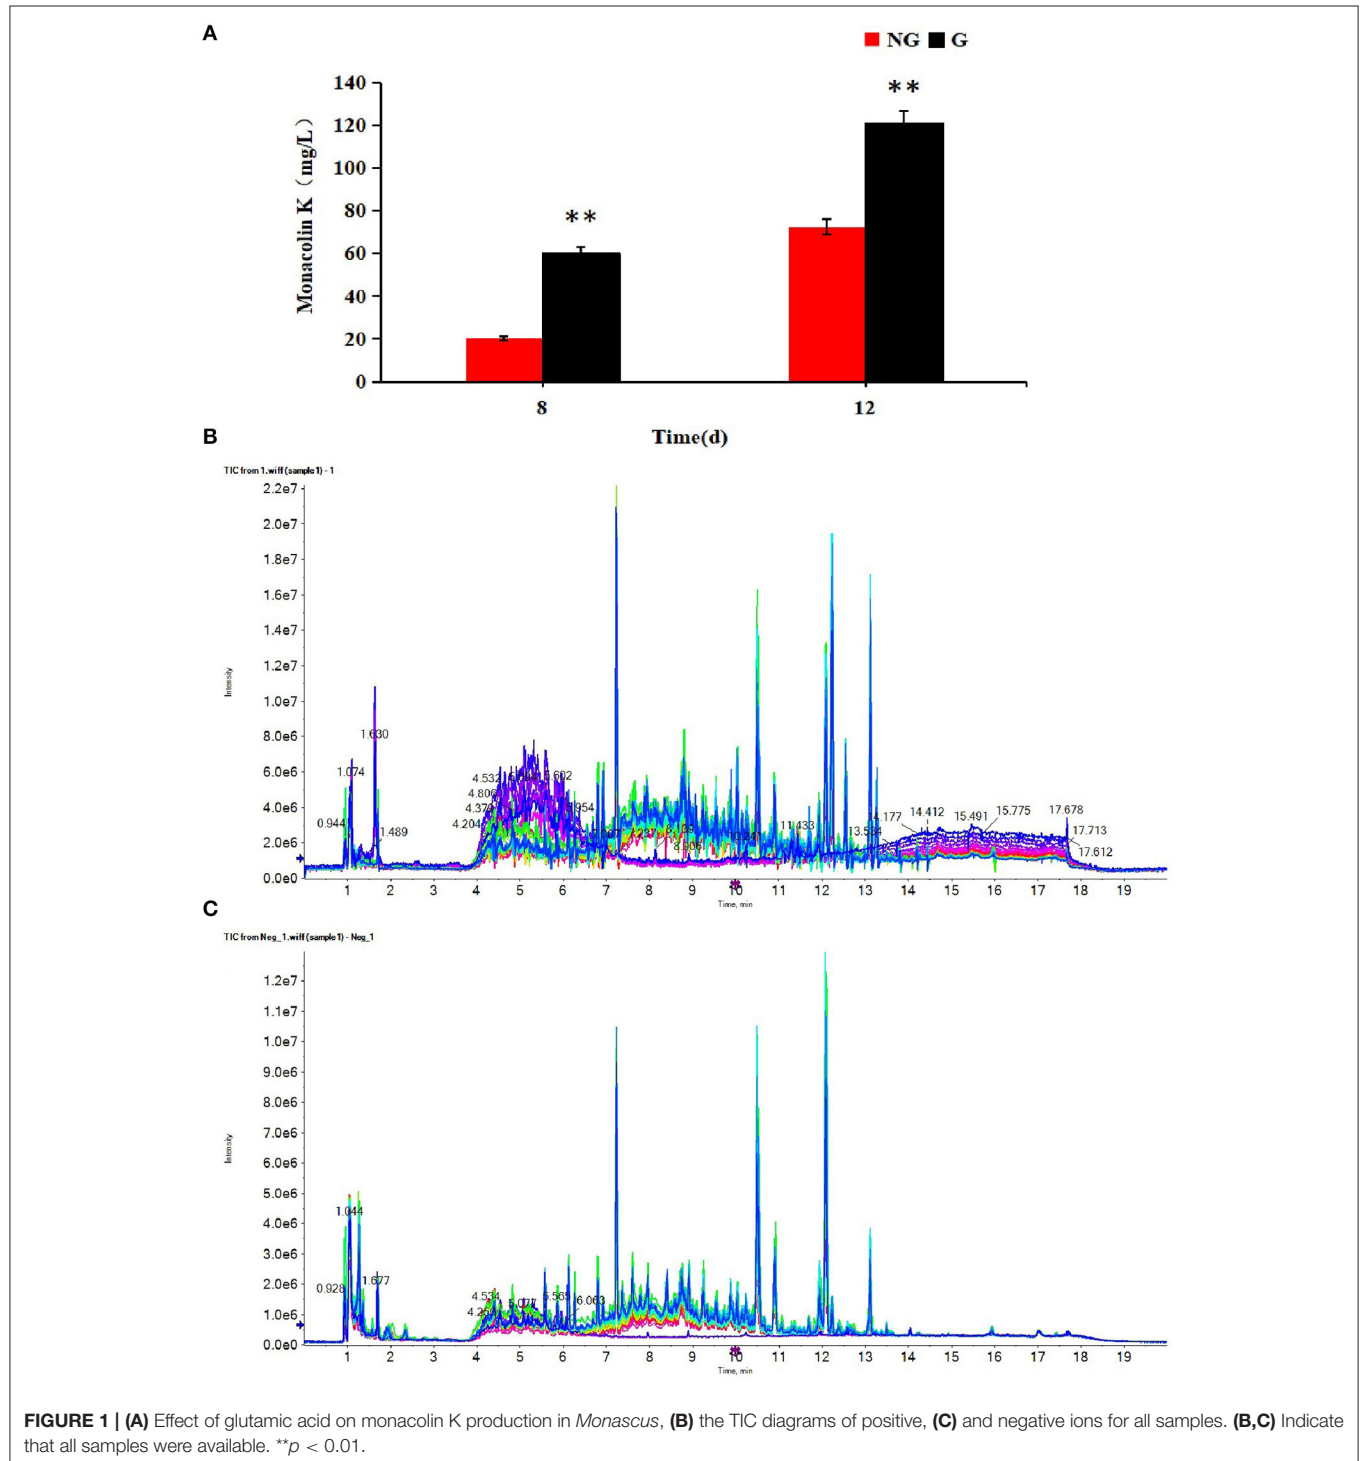 A
NG G
140
120
100
80
60
40
20
0
Monacolin K (mg/L)
**
**
8 12
Time(d)
B
TIC from 1.wiff (sample 1) - 1
2.2e7
2.0e7
1.8e7
1.6e7
1.4e7
1.2e7
1.0e7
8.0e6
6.0e6
4.0e6
2.0e6
0.0e0
Intensity
0.944
1.074
1.630
1.489
4.532
4.806
4.204
13.534
14.177
14.412
15.491
15.775
17.678
17.713
17.612
11.433
8.906
1 2 3 4 5 6 7 8 9 10 11 12 13 14 15 16 17 18 19
Time, min
C
TIC from Neg_1.wiff (sample 1) - Neg_1
1.2e7
1.1e7
1.0e7
9.0e6
8.0e6
7.0e6
6.0e6
5.0e6
4.0e6
3.0e6
2.0e6
1.0e6
0.0e0
Intensity
0.928
1.044
1.677
4.534
5.077
5.565
6.063
1 2 3 4 5 6 7 8 9 10 11 12 13 14 15 16 17 18 19
Time, min
FIGURE 1 | (A) Effect of glutamic acid on monacolin K production in Monascus, (B) the TIC diagrams of positive, (C) and negative ions for all samples. (B,C) Indicate
that all samples were available. **p < 0.01.